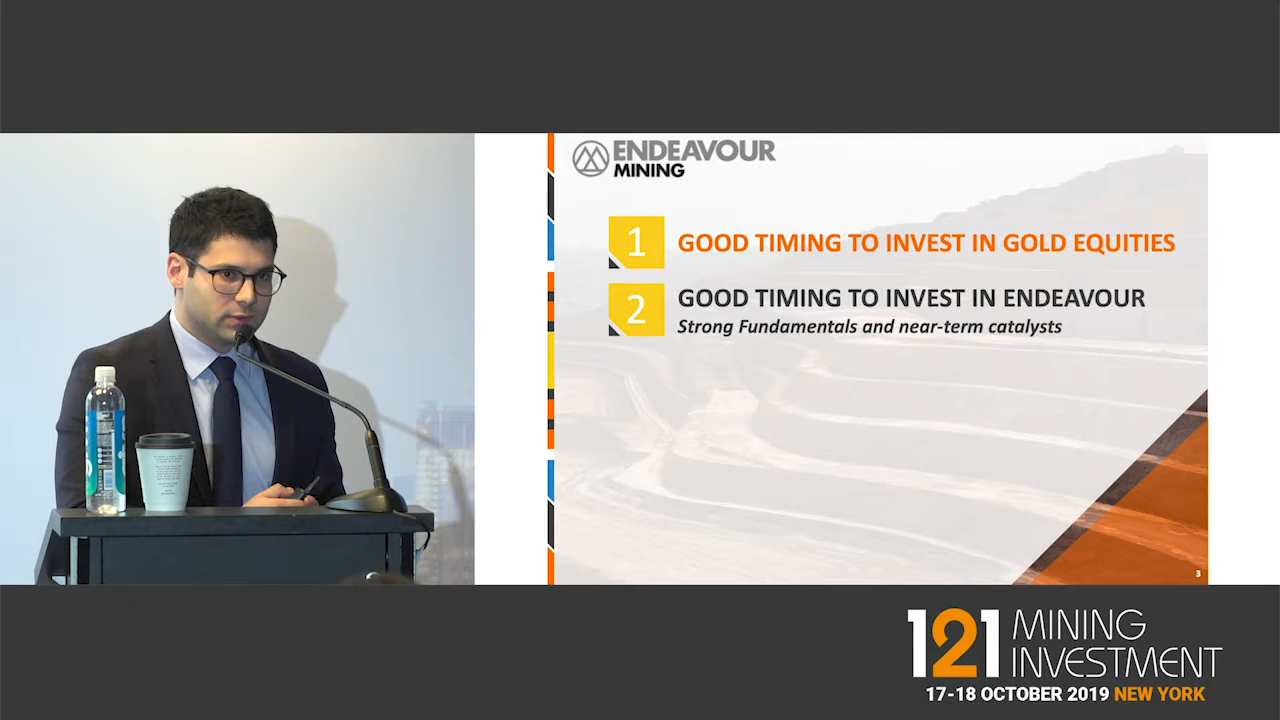 ENDEAVOUR
MINING
1
GOOD TIMING TO INVEST IN GOLD EQUITIES
2
GOOD TIMING TO INVEST IN ENDEAVOUR
Strong Fundamentals and near-term catalysts
3
121 MINING
INVESTMENT
17-18 OCTOBER 2019 NEW YORK